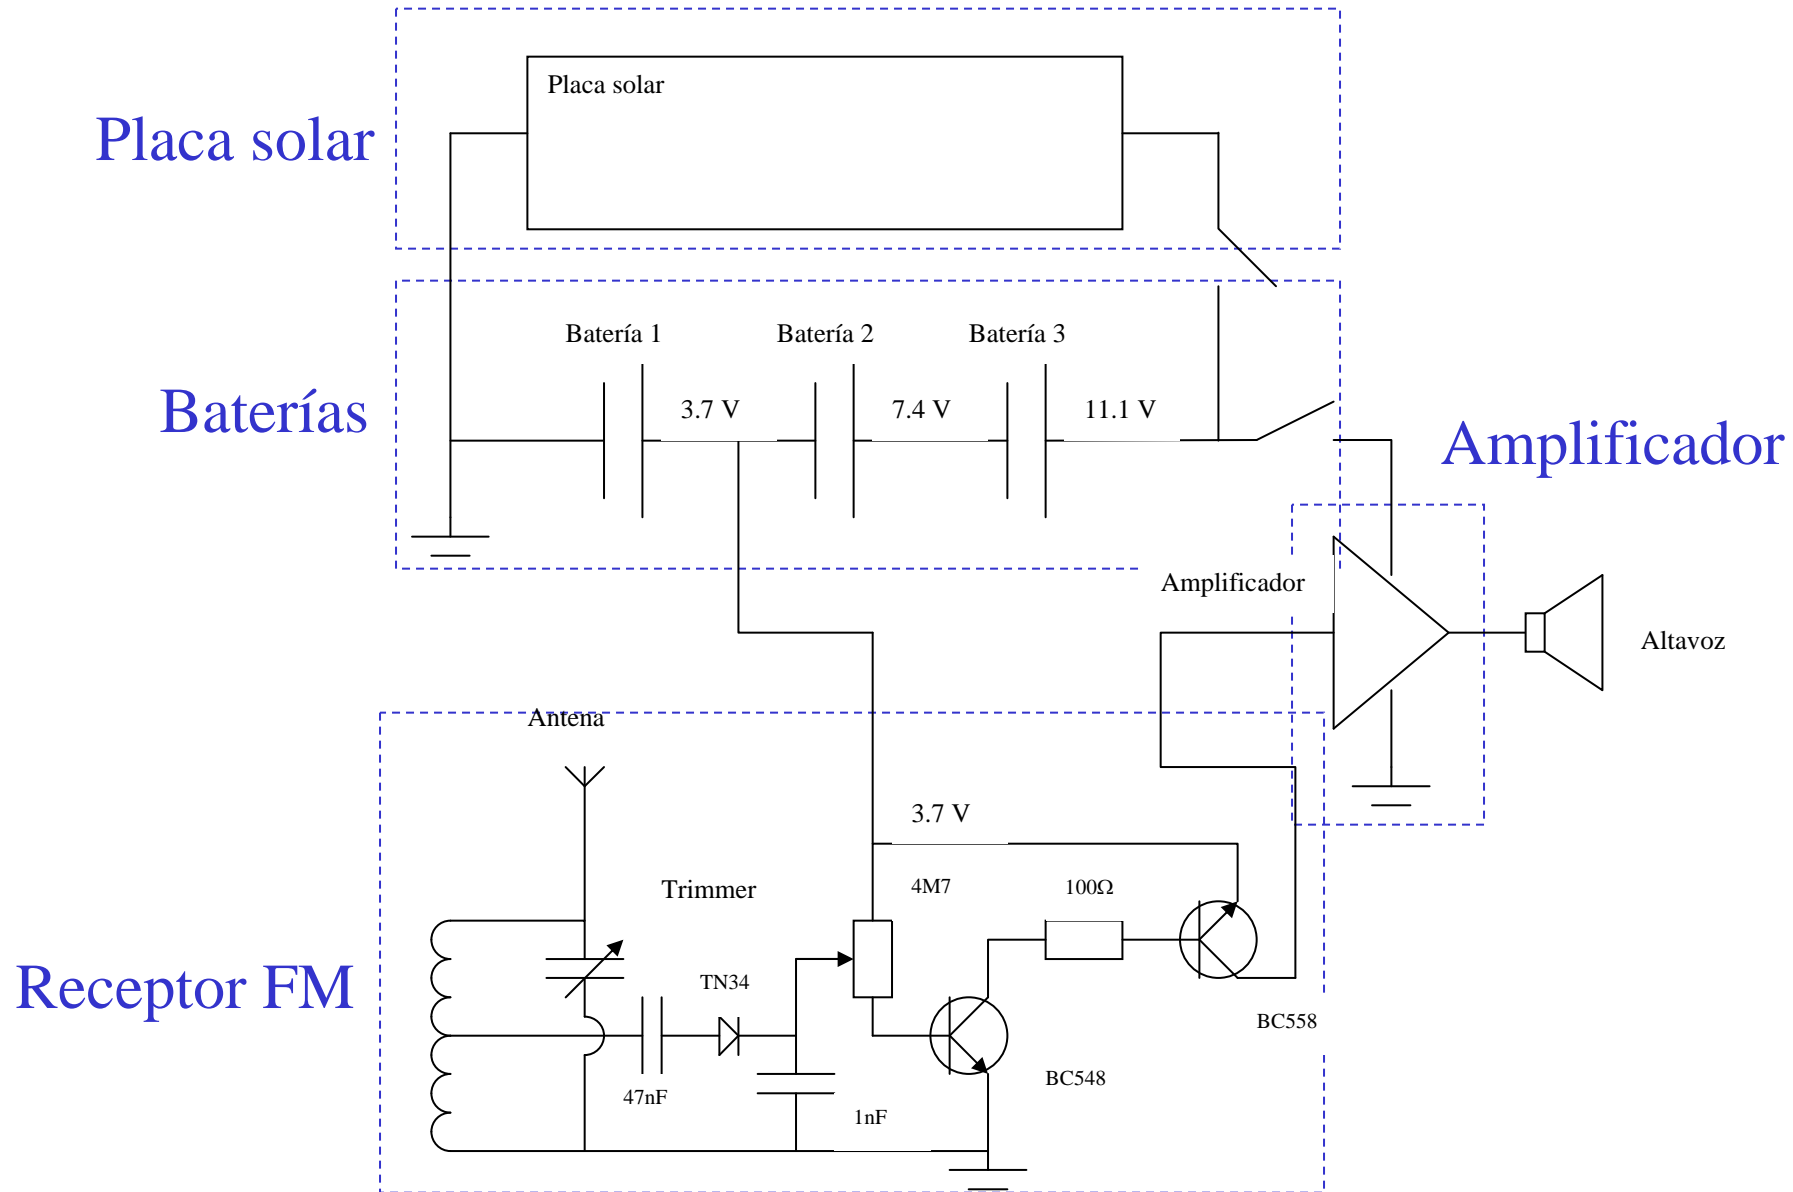 Placa solar
Placa solar
Batería 1
Batería 2
Batería 3
Baterías
3.7 V
7.4 V
11.1 V
Amplificador
Amplificador
Altavoz
Antena
3.7 V
Trimmer
4M7
100Ω
Receptor FM
TN34
BC558
47nF
BC548
1nF